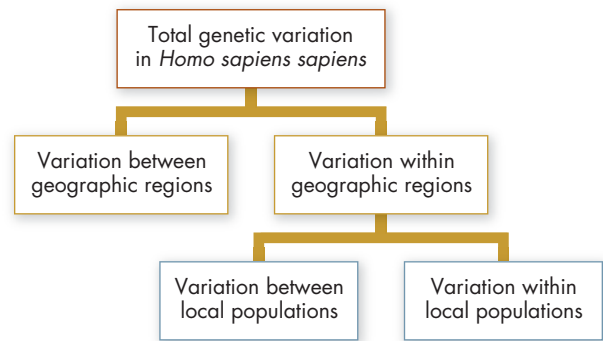 Total genetic variation
in Homo sapiens sapiens
Variation between
geographic regions
Variation within
geographic regions
Variation between
local populations
Variation within
local populations